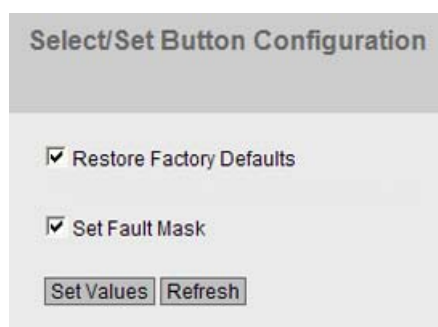 Select/Set Button Configuration
Restore Factory Defaults
Set Fault Mask
Set Values Refresh